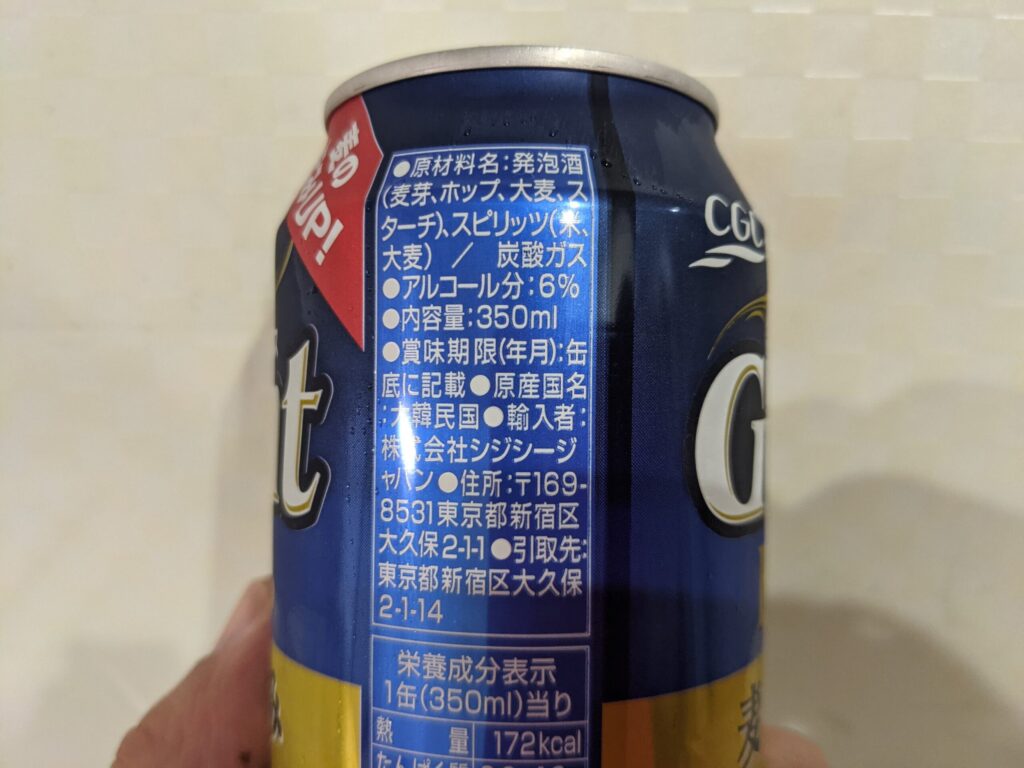 UP!
●原材料名:発泡酒
(麦芽、ホップ、大麦、ス
ターチ)、スピリッツ(米、
大麦) / 炭酸ガス
●アルコール分:6%
●内容量:350ml
●賞味期限(年月):缶
底に記載●原産国名
:大韓民国●輸入者:
株式会社シジシージ
ャパン●住所:〒169-
8531東京都新宿区
大久保2-1-1●引取先:
東京都新宿区大久保
2-1-14
栄養成分表示
1缶(350ml)当り
熱量 172kcal
たんぱく質
CGC
it
G